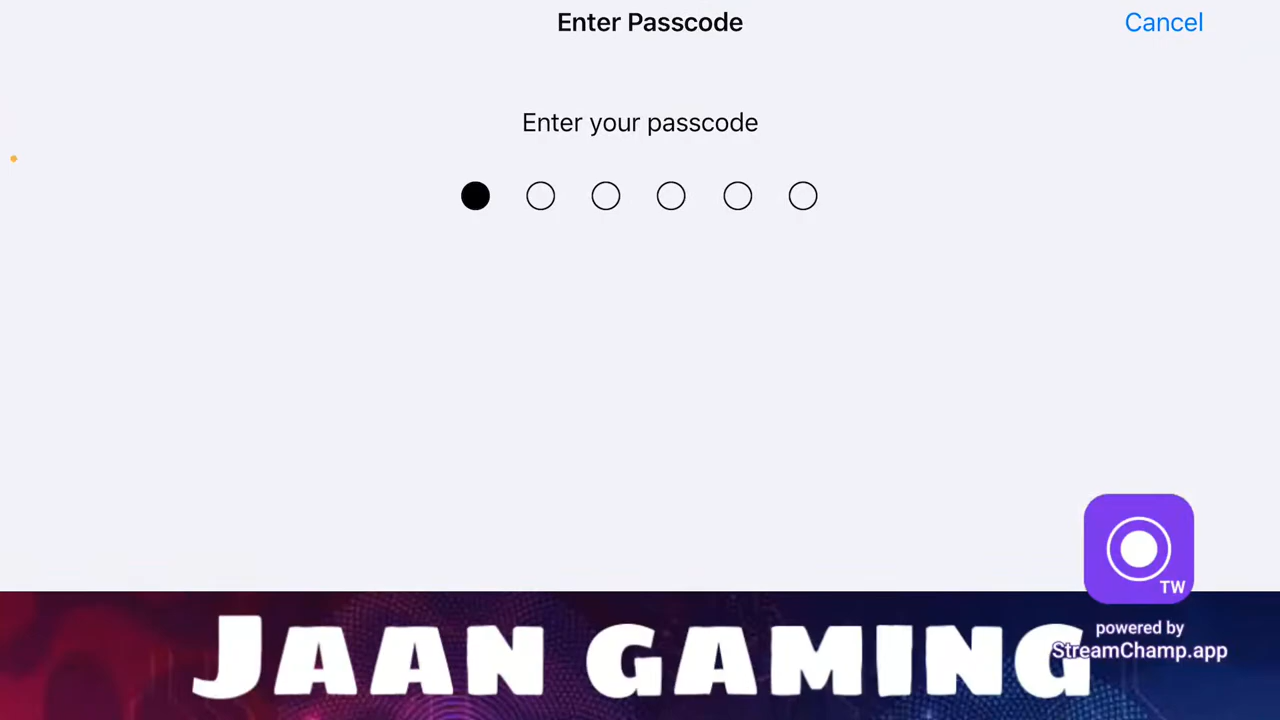 Enter Passcode
Cancel
Enter your passcode
TW
powered by
StreamChamp.app
JAAN GAMING